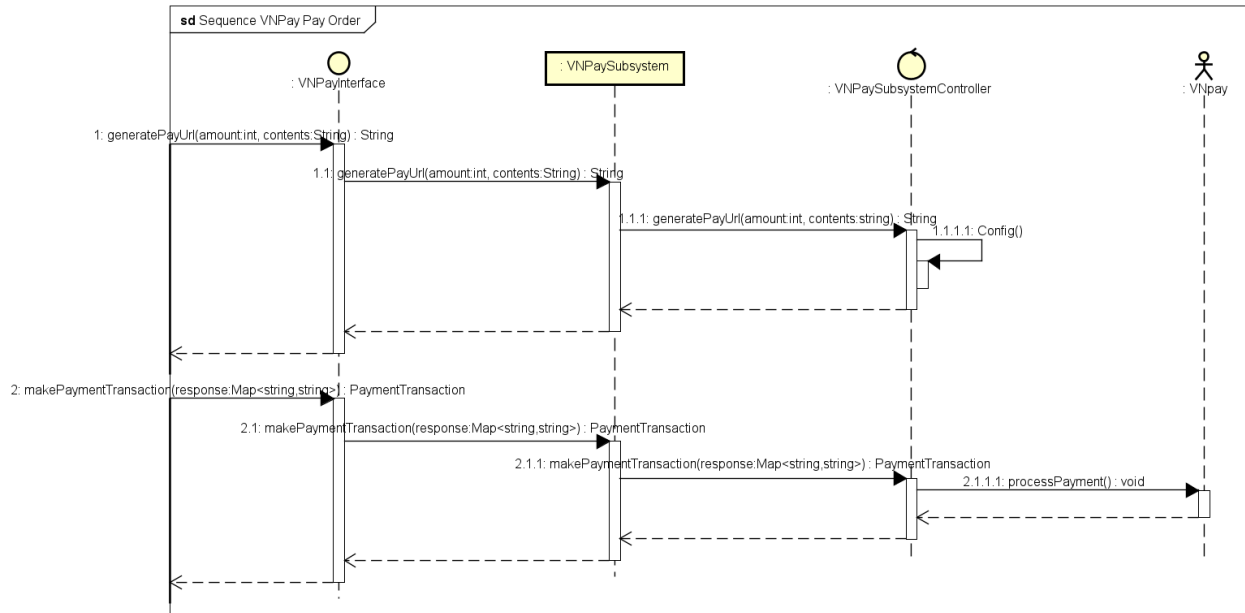 sd Sequence VNPay Pay Order
: VNPayInterface
: VNPaySubsystem
: VNPaySubsystemController
: VNpay
1: generatePayUrl(amount:int, contents:String) : String
1.1: generatePayUrl(amount:int, contents:String) : String
1.1.1: generatePayUrl(amount:int, contents:string) : String
1.1.1.1: Config()
2: makePaymentTransaction(response:Map<string,string>) : PaymentTransaction
2.1: makePaymentTransaction(response:Map<string,string>) : PaymentTransaction
2.1.1: makePaymentTransaction(response:Map<string,string>) : PaymentTransaction
2.1.1.1: processPayment() : void